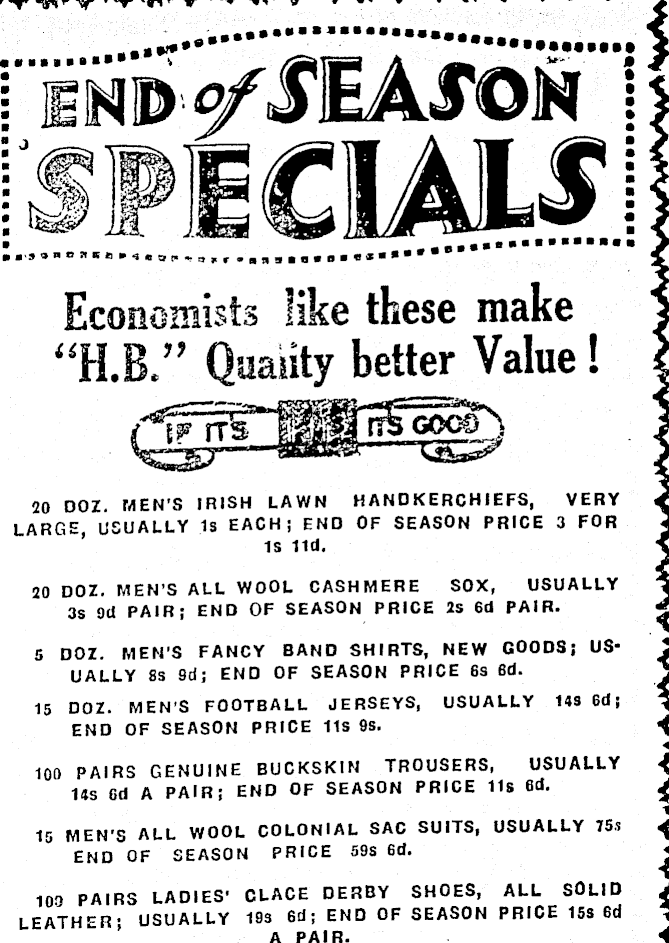 END of SEASON
SPECIALS
Economists like these make
"H.B." Quality better Value!
IF IT'S ITS GOOD
20 DOZ. MEN'S IRISH LAWN HANDKERCHIEFS, VERY
LARGE, USUALLY 1s EACH; END OF SEASON PRICE 3 FOR
1s 11d.
20 DOZ. MEN'S ALL WOOL CASHMERE SOX, USUALLY
3s 9d PAIR; END OF SEASON PRICE 2s 6d PAIR.
5 DOZ. MEN'S FANCY BAND SHIRTS, NEW GOODS; US-
UALLY 8s 9d; END OF SEASON PRICE 6s 6d.
15 DOZ. MEN'S FOOTBALL JERSEYS, USUALLY 14s 6d;
END OF SEASON PRICE 11s 9s.
100 PAIRS GENUINE BUCKSKIN TROUSERS, USUALLY
14s 6d A PAIR; END OF SEASON PRICE 11s 6d.
15 MEN'S ALL WOOL COLONIAL SAC SUITS, USUALLY 75s
END OF SEASON PRICE 59s 6d.
100 PAIRS LADIES' CLACE DERBY SHOES, ALL SOLID
LEATHER; USUALLY 19s 6d; END OF SEASON PRICE 15s 6d
A PAIR.